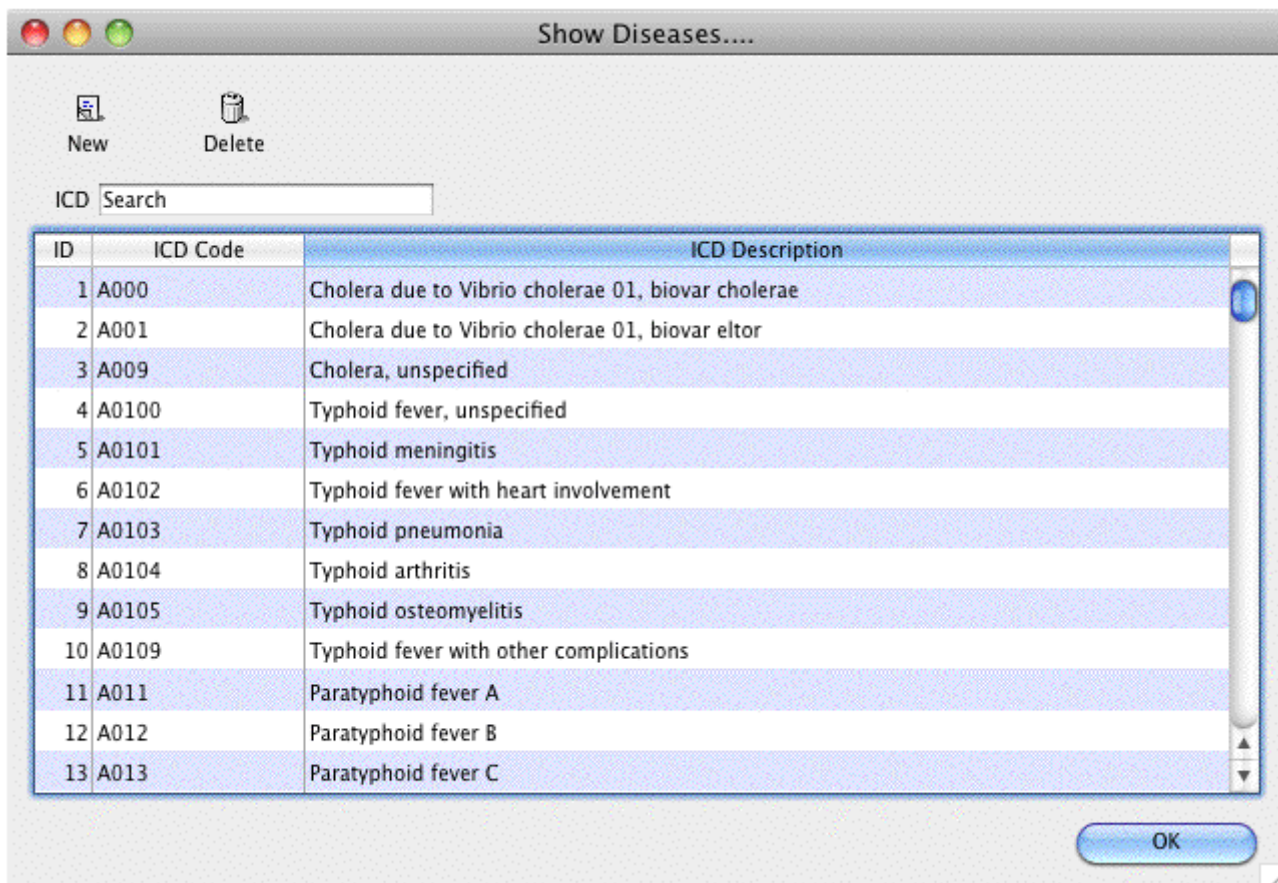 Show Diseases....
New Delete
ICD Search
ID ICD Code ICD Description
1 A000 Cholera due to Vibrio cholerae 01, biovar cholerae
2 A001 Cholera due to Vibrio cholerae 01, biovar eltor
3 A009 Cholera, unspecified
4 A0100 Typhoid fever, unspecified
5 A0101 Typhoid meningitis
6 A0102 Typhoid fever with heart involvement
7 A0103 Typhoid pneumonia
8 A0104 Typhoid arthritis
9 A0105 Typhoid osteomyelitis
10 A0109 Typhoid fever with other complications
11 A011 Paratyphoid fever A
12 A012 Paratyphoid fever B
13 A013 Paratyphoid fever C
OK